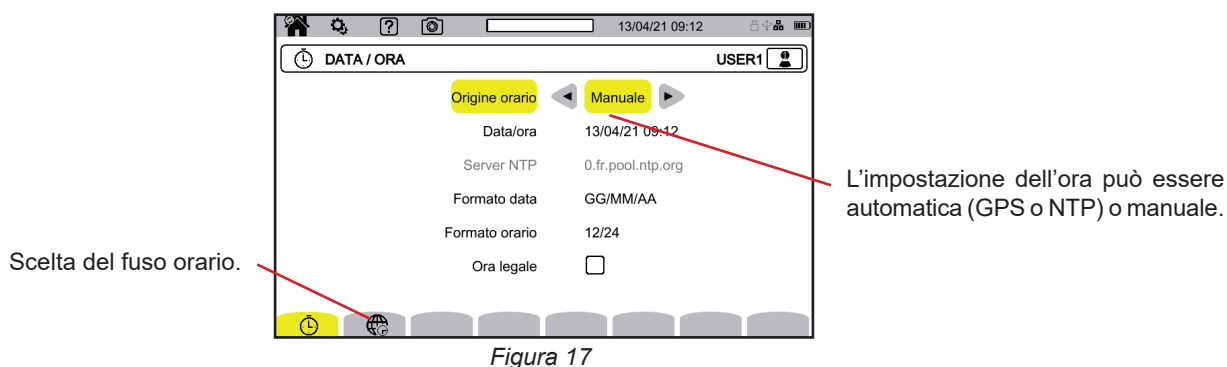 13/04/21 09:12
DATA / ORA
USER1
Origine orario
Manuale
Data/ora
13/04/21 09:12
Server NTP
0.fr.pool.ntp.org
Formato data
GG/MM/AA
Formato orario
12/24
Ora legale
L'impostazione dell'ora può essere
automatica (GPS o NTP) o manuale.
Scelta del fuso orario.
Figura 17